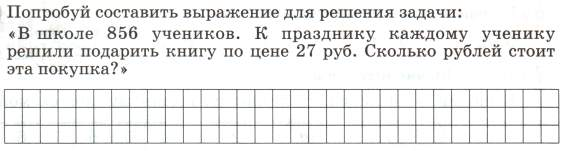 Попробуй составить выражение для решения задачи:
«В школе 856 учеников. К празднику каждому ученику
решили подарить книгу по цене 27 руб. Сколько рублей стоит
эта покупка?»